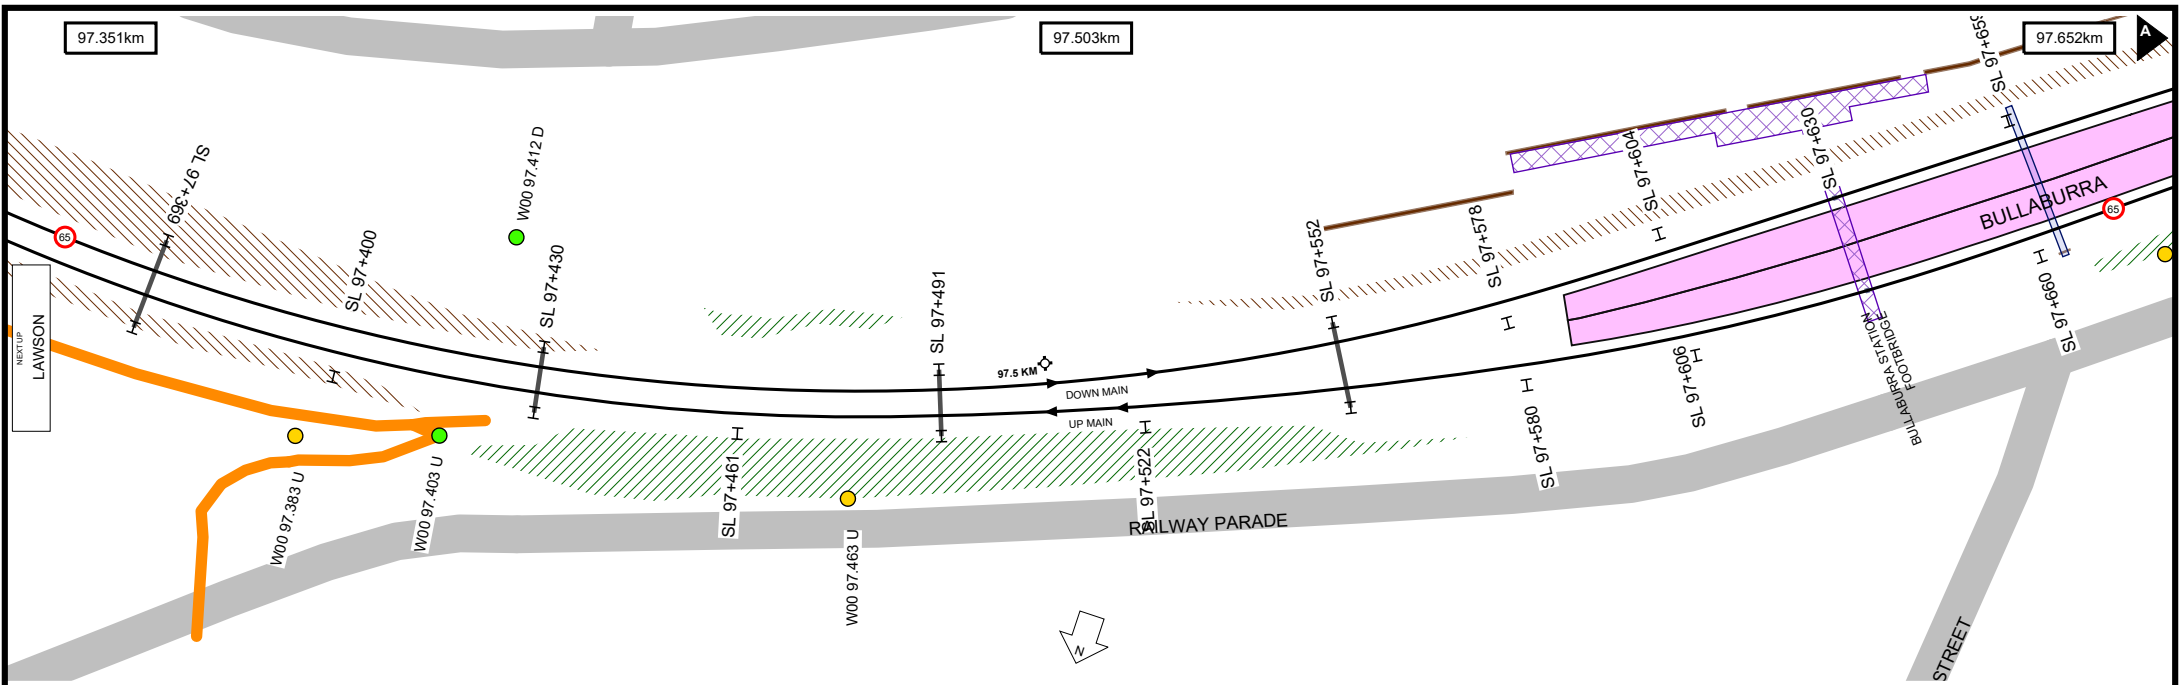 97.351km
97.503km
97.652km
A
SL 97+369
SL 97+400
W00 97.412 D
SL 97+430
SL 97+491
SL 97+552
SL 97+578
SL 97+604
SL 97+630
SL 97+659
65
65
NEXT UP
LAWSON
97.5 KM
DOWN MAIN
UP MAIN
BULLABURRA
BULLABURRA STATION
FOOTBRIDGE
W00 97.383 U
W00 97.403 U
SL 97+461
W00 97.463 U
SL 97+522
SL 97+580
SL 97+606
SL 97+660
RAILWAY PARADE
N
STREET